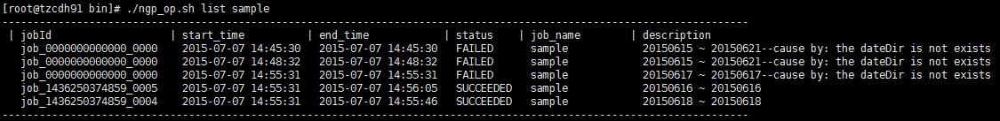 [root@tzcdh91 bin]# ./ngp_op.sh list sample
-----------------------------------------------------------------------------------------------------------------------------
| jobId | start_time | end_time | status | job_name | description
job_0000000000000_0000 2015-07-07 14:45:30 2015-07-07 14:45:30 FAILED sample 20150615 ~ 20150621--cause by: the dateDir is not exists
job_0000000000000_0000 2015-07-07 14:48:32 2015-07-07 14:48:32 FAILED sample 20150615 ~ 20150621--cause by: the dateDir is not exists
job_0000000000000_0000 2015-07-07 14:55:31 2015-07-07 14:55:31 FAILED sample 20150617 ~ 20150617--cause by: the dateDir is not exists
job_1436250374859_0005 2015-07-07 14:55:31 2015-07-07 14:56:05 SUCCEEDED sample 20150616 ~ 20150616
job_1436250374859_0004 2015-07-07 14:55:31 2015-07-07 14:55:46 SUCCEEDED sample 20150618 ~ 20150618
-----------------------------------------------------------------------------------------------------------------------------